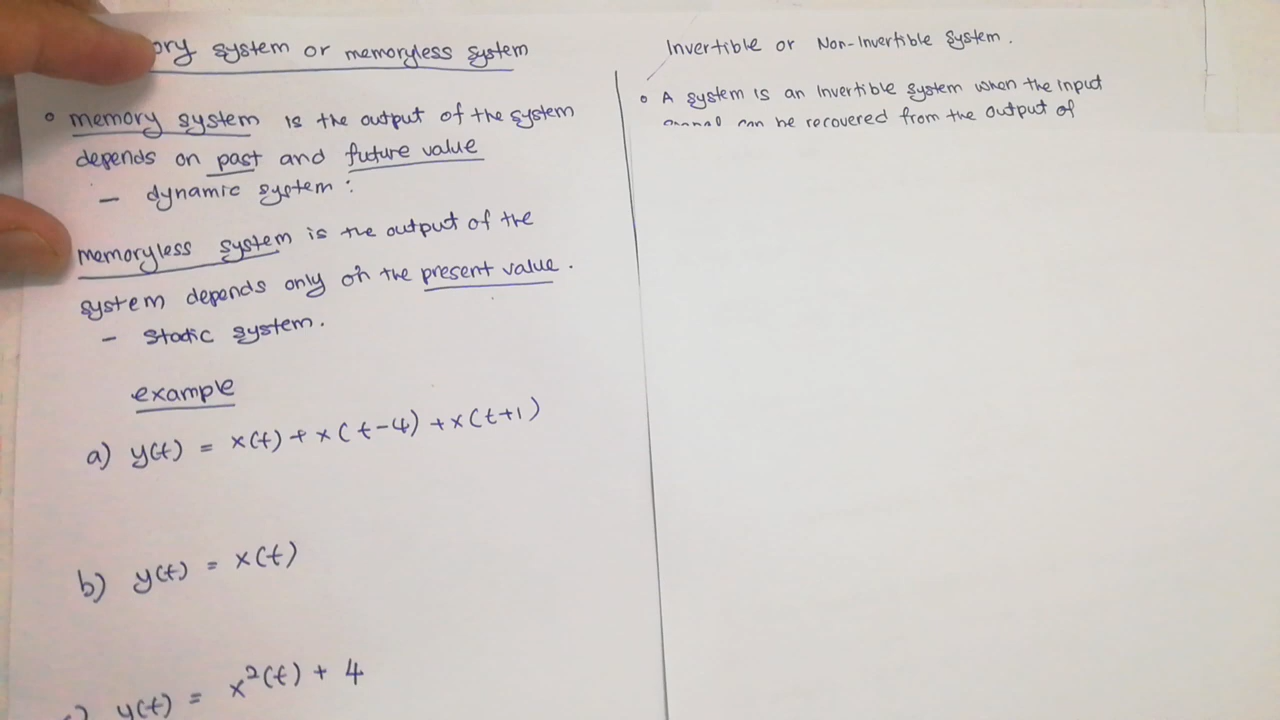 ory system or memoryless system
memory system is the output of the system
depends on past and future value
- dynamic system :
memoryless system is the output of the
system depends only on the present value.
- static system.
example
a) y(t) = x(t) + x(t-4) + x(t+1)
b) y(t) = x(t)
y(t) = x²(t) + 4
Invertible or Non-Invertible System.
A system is an invertible system when the input
can be recovered from the output of